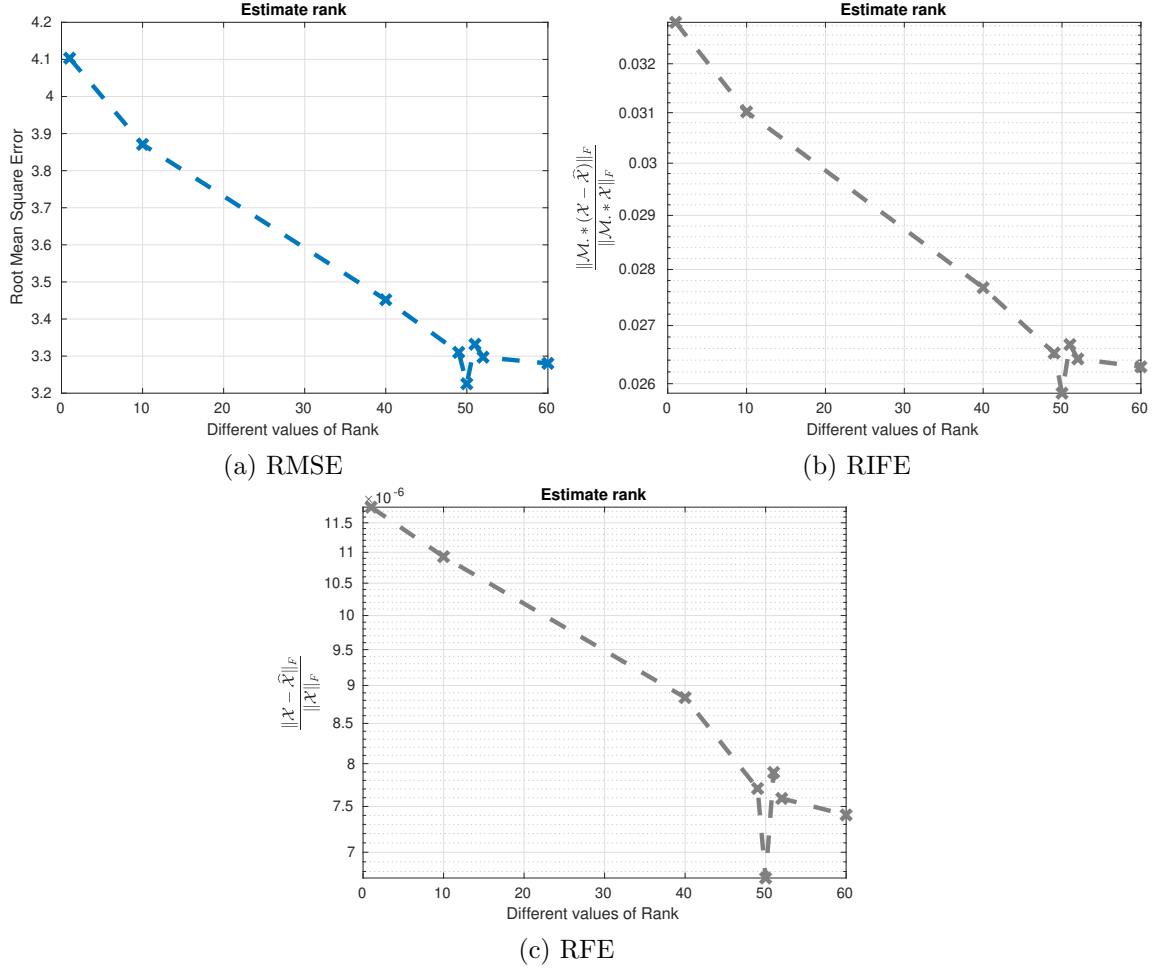 Estimate rank
4.2
4.1
4
3.9
3.8
3.7
3.6
3.5
3.4
3.3
3.2
Root Mean Square Error
0 10 20 30 40 50 60
Different values of Rank
(a) RMSE
Estimate rank
0.032
0.031
0.03
0.029
0.028
0.027
0.026
‖ℳ.∗(𝒳 − 𝒳̂)‖_F
‖ℳ.∗𝒳‖_F
0 10 20 30 40 50 60
Different values of Rank
(b) RIFE
Estimate rank
× 10^-6
11.5
11
10.5
10
9.5
9
8.5
8
7.5
7
‖𝒳 − 𝒳̂‖_F
‖𝒳‖_F
0 10 20 30 40 50 60
Different values of Rank
(c) RFE